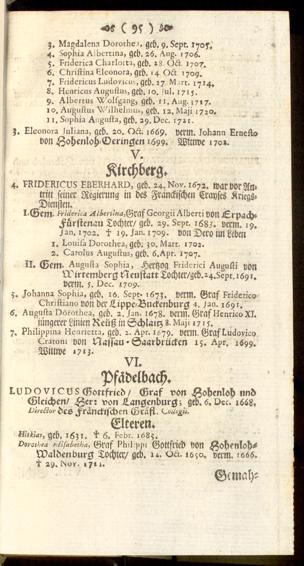 ( 95 )
3. Magdalena Dorothea, geb. 9. Sept. 1705.
4. Sophia Albertina, geb. 26. Aug. 1706.
5. Friderica Charlotta, geb. 28. Oct. 1707.
6. Christina Eleonora, geb. 14. Oct. 1709.
7. Fridericus Ludovicus, geb. 17. Mart. 1714.
8. Henricus Augustus, geb. 10. Jul. 1715.
9. Albertus Wolfgang, geb. 11. Aug. 1717.
10. Augustus Wilhelmus, geb. 12. Maji 1720.
11. Sophia Augusta, geb. 29. Dec. 1721.
3. Eleonora Juliana, geb. 20. Oct. 1669. verm. Johann Ernesto
von Hohenloh-Oeringen 1699. Wittwe 1702.
V.
Kirchberg.
4. FRIDERICUS EBERHARD, geb. 24. Nov. 1672. war vor An-
tritt seiner Regierung in des Fränckischen Crayses Kriegs-
Diensten.
I. Gem. Friderica Albertina, Graf Georgii Alberti von Erpach-
Fürstenau Tochter/ geb. 29. Sept. 1683. verm. 19.
Jan. 1702. † 19. Jan. 1709. von Dero im Leben
1. Louisa Dorothea, geb. 30. Mart. 1702.
2. Carolus Augustus, geb. 6. Apr. 1707.
II. Gem. Augusta Sophia, Hertzog Friderici Augusti von
Würtemberg Neustatt Tochter/ geb. 24. Sept. 1691.
verm. 5. Dec. 1709.
5. Johanna Sophia, geb. 16. Sept. 1673. verm. Graf Friderico
Christiano von der Lippe-Buckenburg 4. Jan. 1691.
6. Augusta Dorothea, geb. 2. Jan. 1678. verm. Graf Henrico XI.
jüngerer Linien Reuß in Schlaitz 8. Maji 1715.
7. Philippina Henrietta, geb. 2. Apr. 1679. verm. Graf Ludovico
Cratoni von Nassau-Saarbrücken 15. Apr. 1699.
Wittwe 1713.
VI.
Pfädelbach.
LUDOVICUS Gottfried/ Graf von Hohenloh und
Gleichen/ Herr von Langenburg; geb. 6. Dec. 1668.
Director des Fränckischen Gräfl. Collegii.
Elteren.
Hiskias, geb. 1631. † 6. Febr. 1685.
Dorothea Elisabetha, Graf Philippi Gottfried von Hohenloh-
Waldenburg Tochter/ geb. 22. Oct. 1650. verm. 1666.
† 29. Nov. 1711.
Gemah-